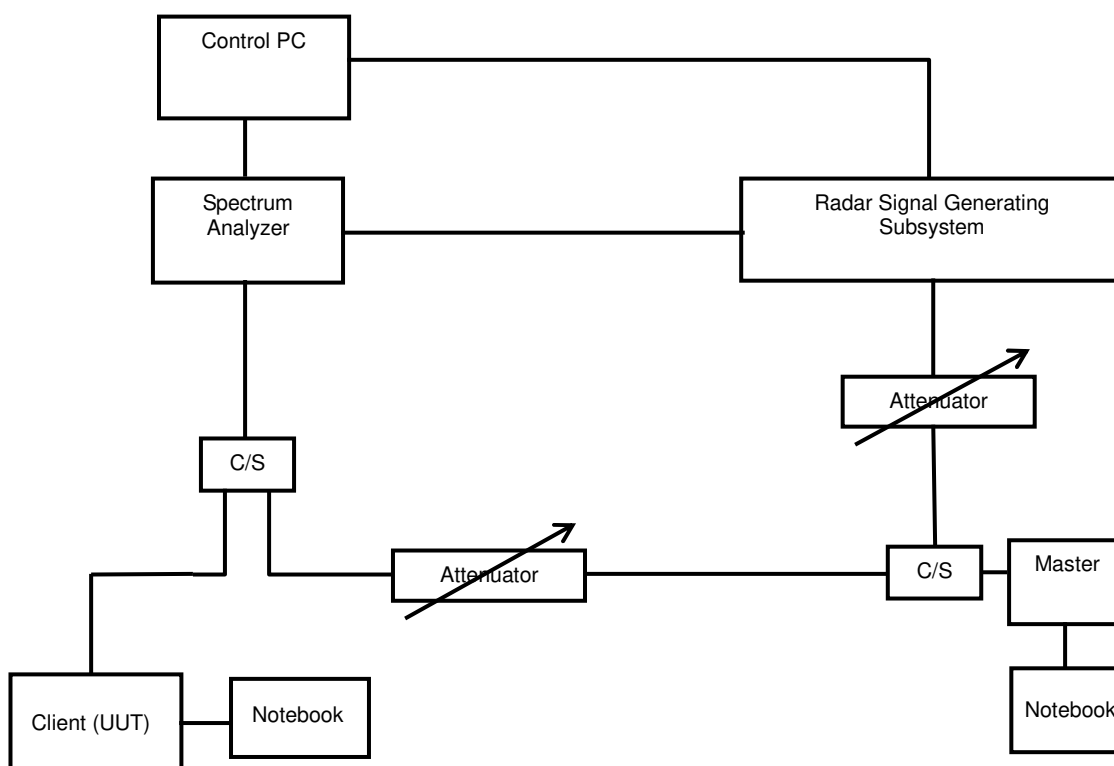 Control PC
Spectrum
Analyzer
Radar Signal Generating
Subsystem
Attenuator
C/S
Attenuator
C/S
Master
Client (UUT)
Notebook
Notebook